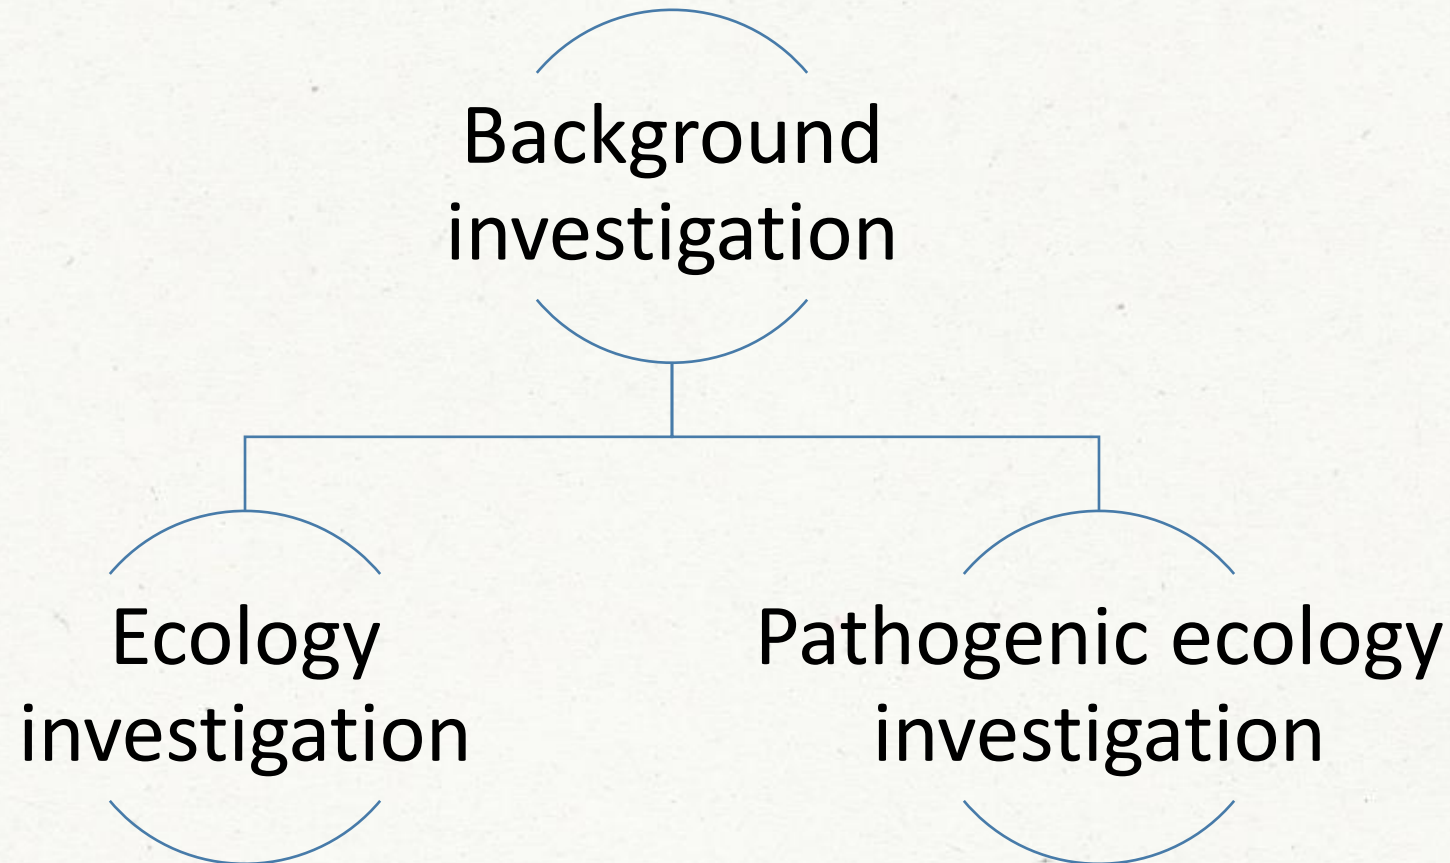 Background
investigation
Ecology
investigation
Pathogenic ecology
investigation